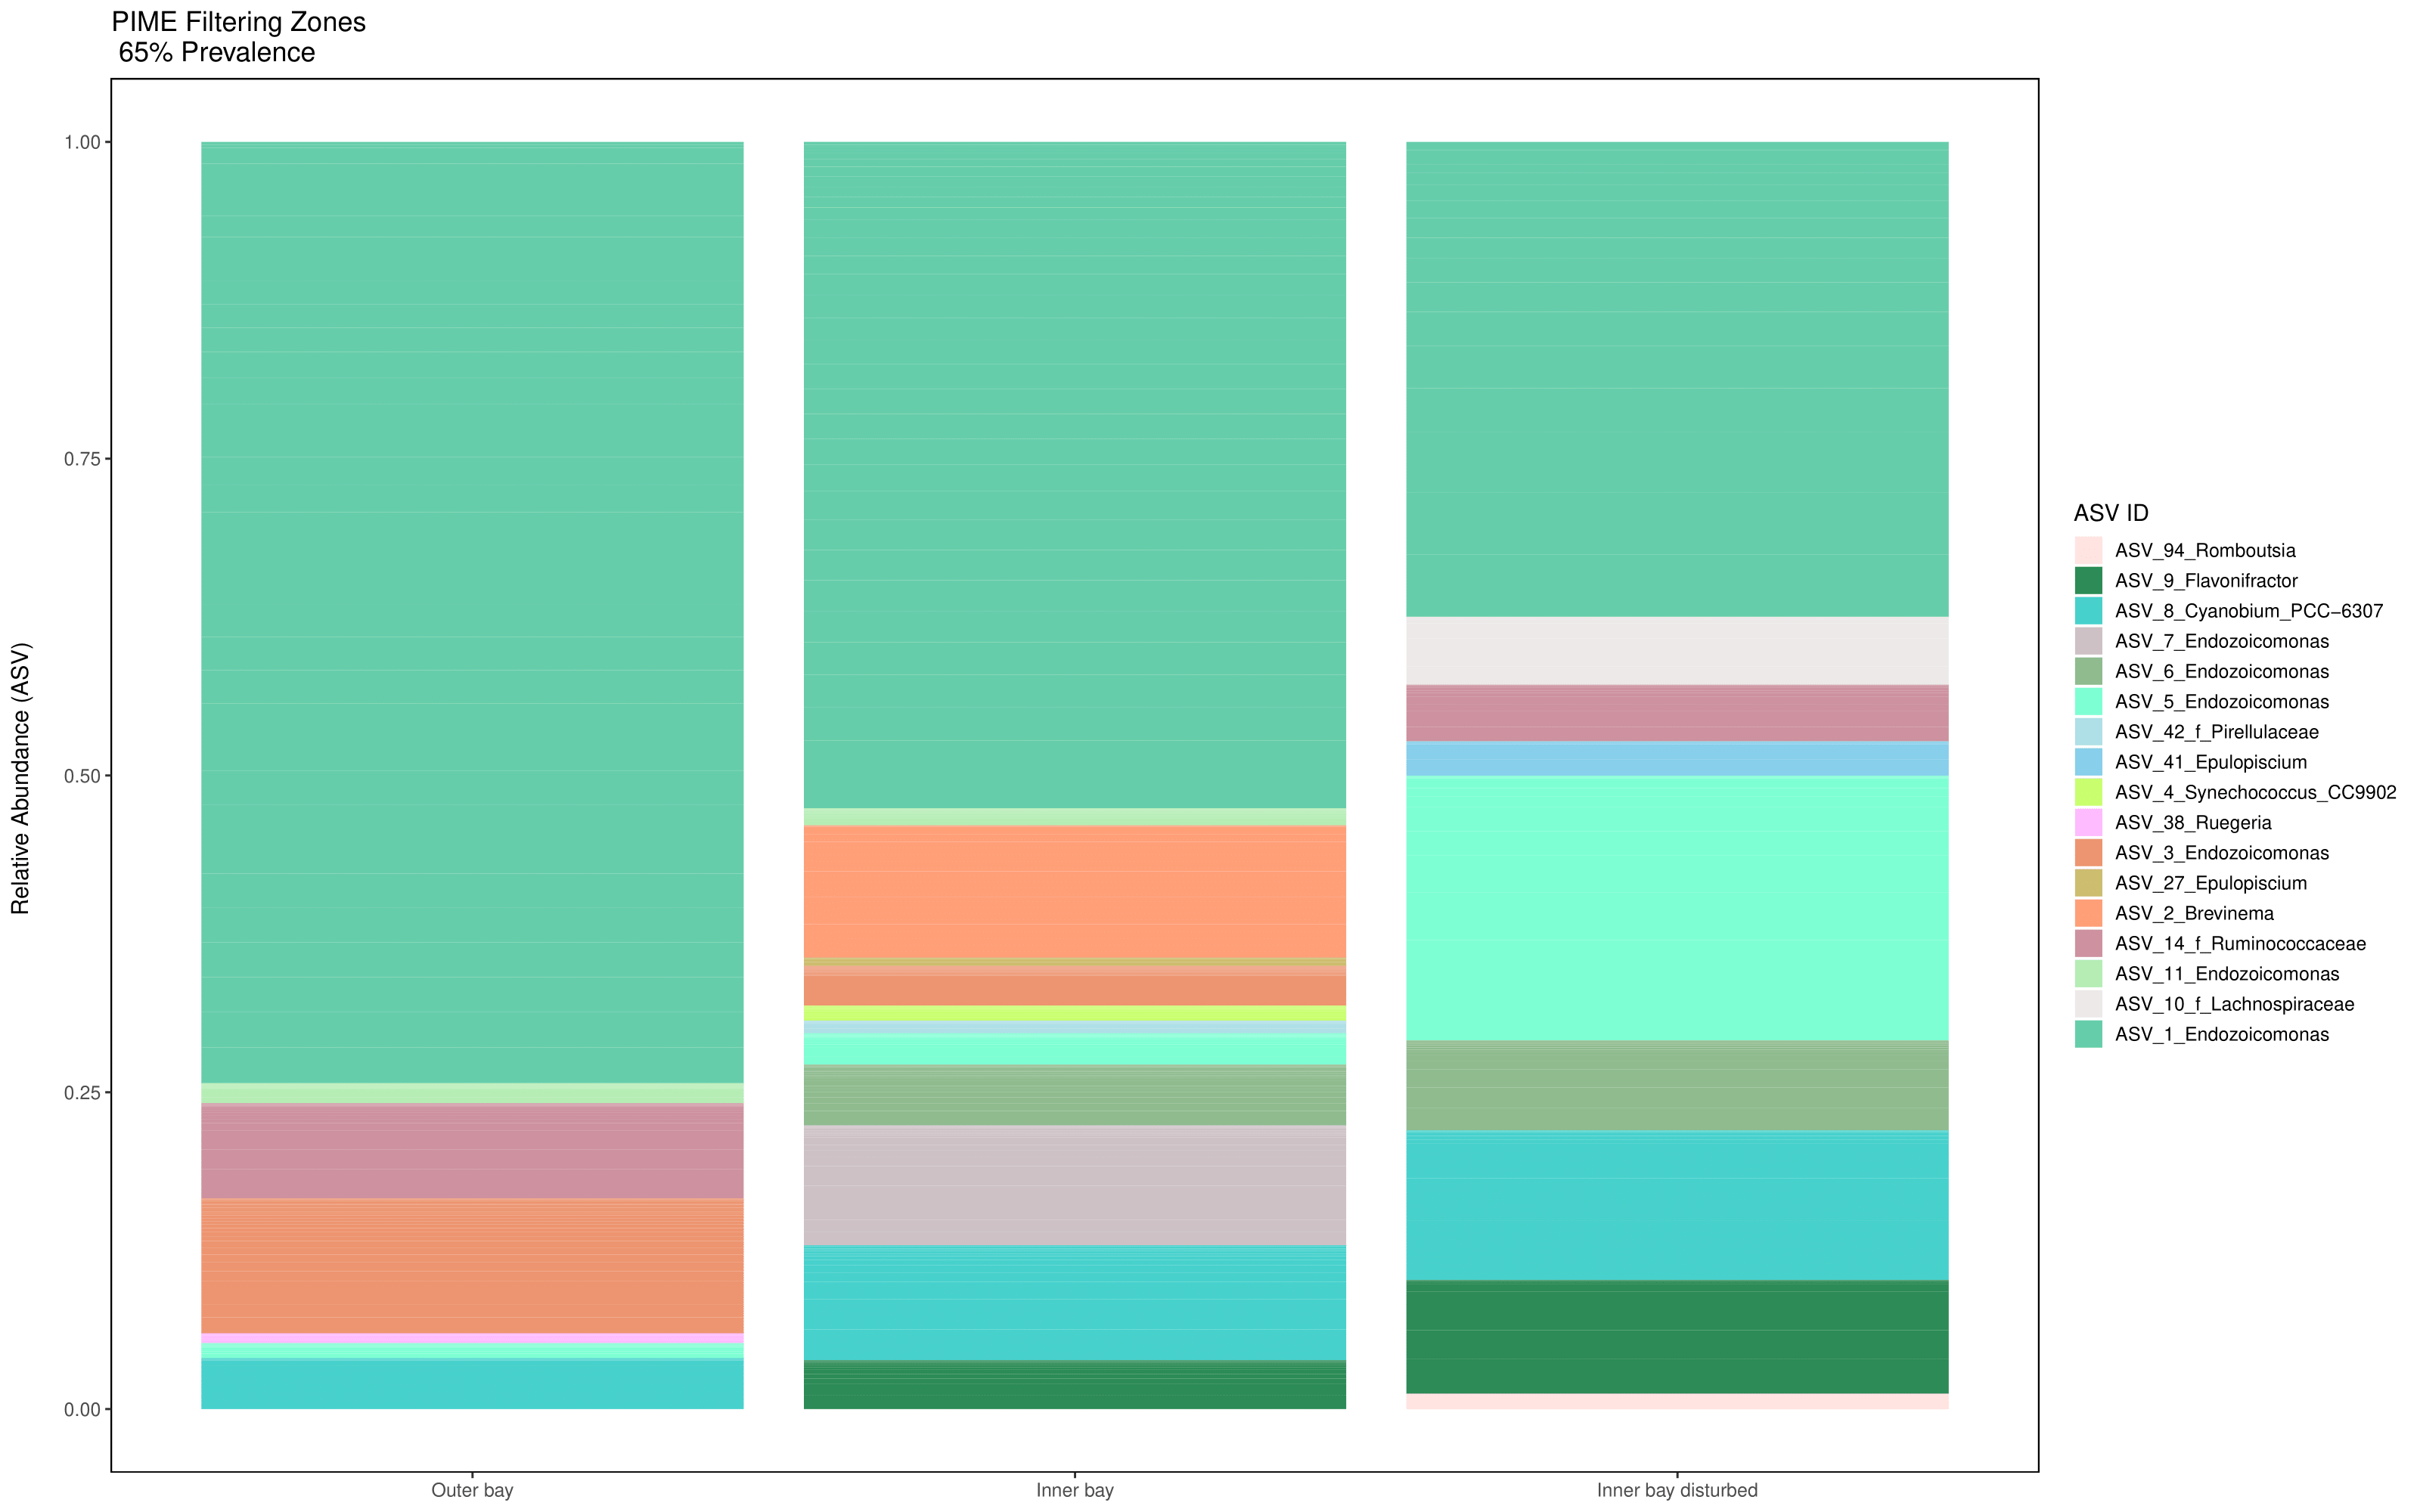 PIME Filtering Zones
65% Prevalence
Relative Abundance (ASV)
1.00
0.75
0.50
0.25
0.00
Outer bay
Inner bay
Inner bay disturbed
ASV ID
ASV_94_Romboutsia
ASV_9_Flavonifractor
ASV_8_Cyanobium_PCC−6307
ASV_7_Endozoicomonas
ASV_6_Endozoicomonas
ASV_5_Endozoicomonas
ASV_42_f_Pirellulaceae
ASV_41_Epulopiscium
ASV_4_Synechococcus_CC9902
ASV_38_Ruegeria
ASV_3_Endozoicomonas
ASV_27_Epulopiscium
ASV_2_Brevinema
ASV_14_f_Ruminococcaceae
ASV_11_Endozoicomonas
ASV_10_f_Lachnospiraceae
ASV_1_Endozoicomonas